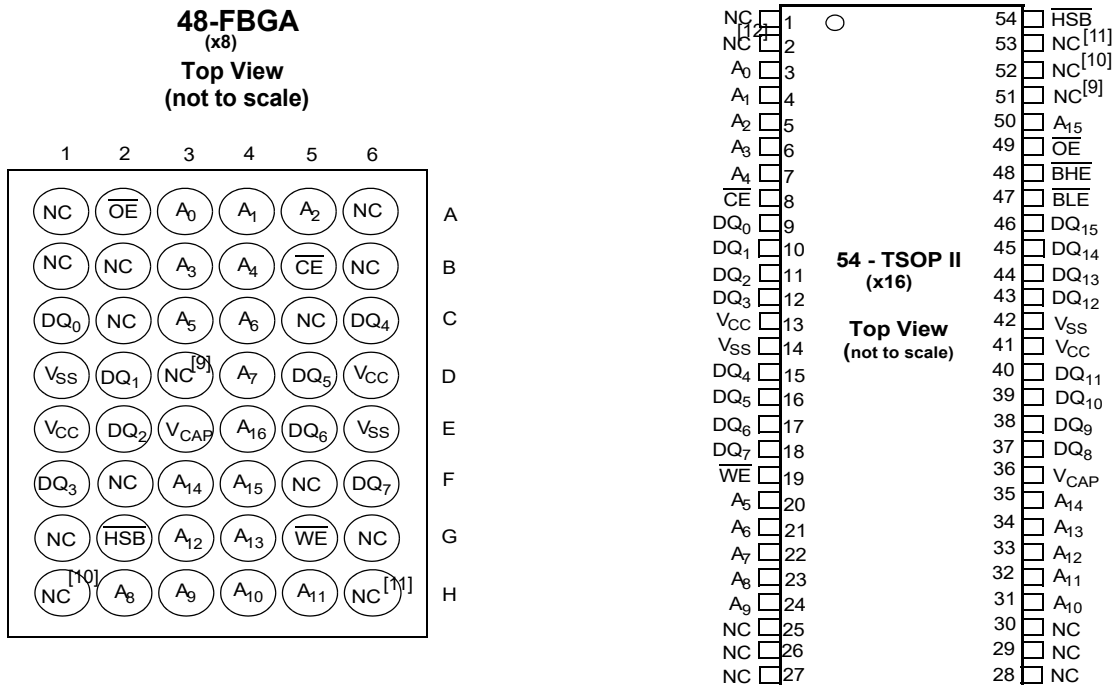 48-FBGA
(x8)
Top View
(not to scale)
1 2 3 4 5 6
NC OE A0 A1 A2 NC A
NC NC A3 A4 CE NC B
DQ0 NC A5 A6 NC DQ4 C
VSS DQ1 NC[9] A7 DQ5 VCC D
VCC DQ2 VCAP A16 DQ6 VSS E
DQ3 NC A14 A15 NC DQ7 F
NC HSB A12 A13 WE NC G
NC[10] A8 A9 A10 A11 NC[11] H
54 - TSOP II
(x16)
Top View
(not to scale)
NC 1 54 HSB
[12]
NC 2 53 NC[11]
A0 3 52 NC[10]
A1 4 51 NC[9]
A2 5 50 A15
A3 6 49 OE
A4 7 48 BHE
CE 8 47 BLE
DQ0 9 46 DQ15
DQ1 10 45 DQ14
DQ2 11 44 DQ13
DQ3 12 43 DQ12
VCC 13 42 VSS
VSS 14 41 VCC
DQ4 15 40 DQ11
DQ5 16 39 DQ10
DQ6 17 38 DQ9
DQ7 18 37 DQ8
WE 19 36 VCAP
A5 20 35 A14
A6 21 34 A13
A7 22 33 A12
A8 23 32 A11
A9 24 31 A10
NC 25 30 NC
NC 26 29 NC
NC 27 28 NC